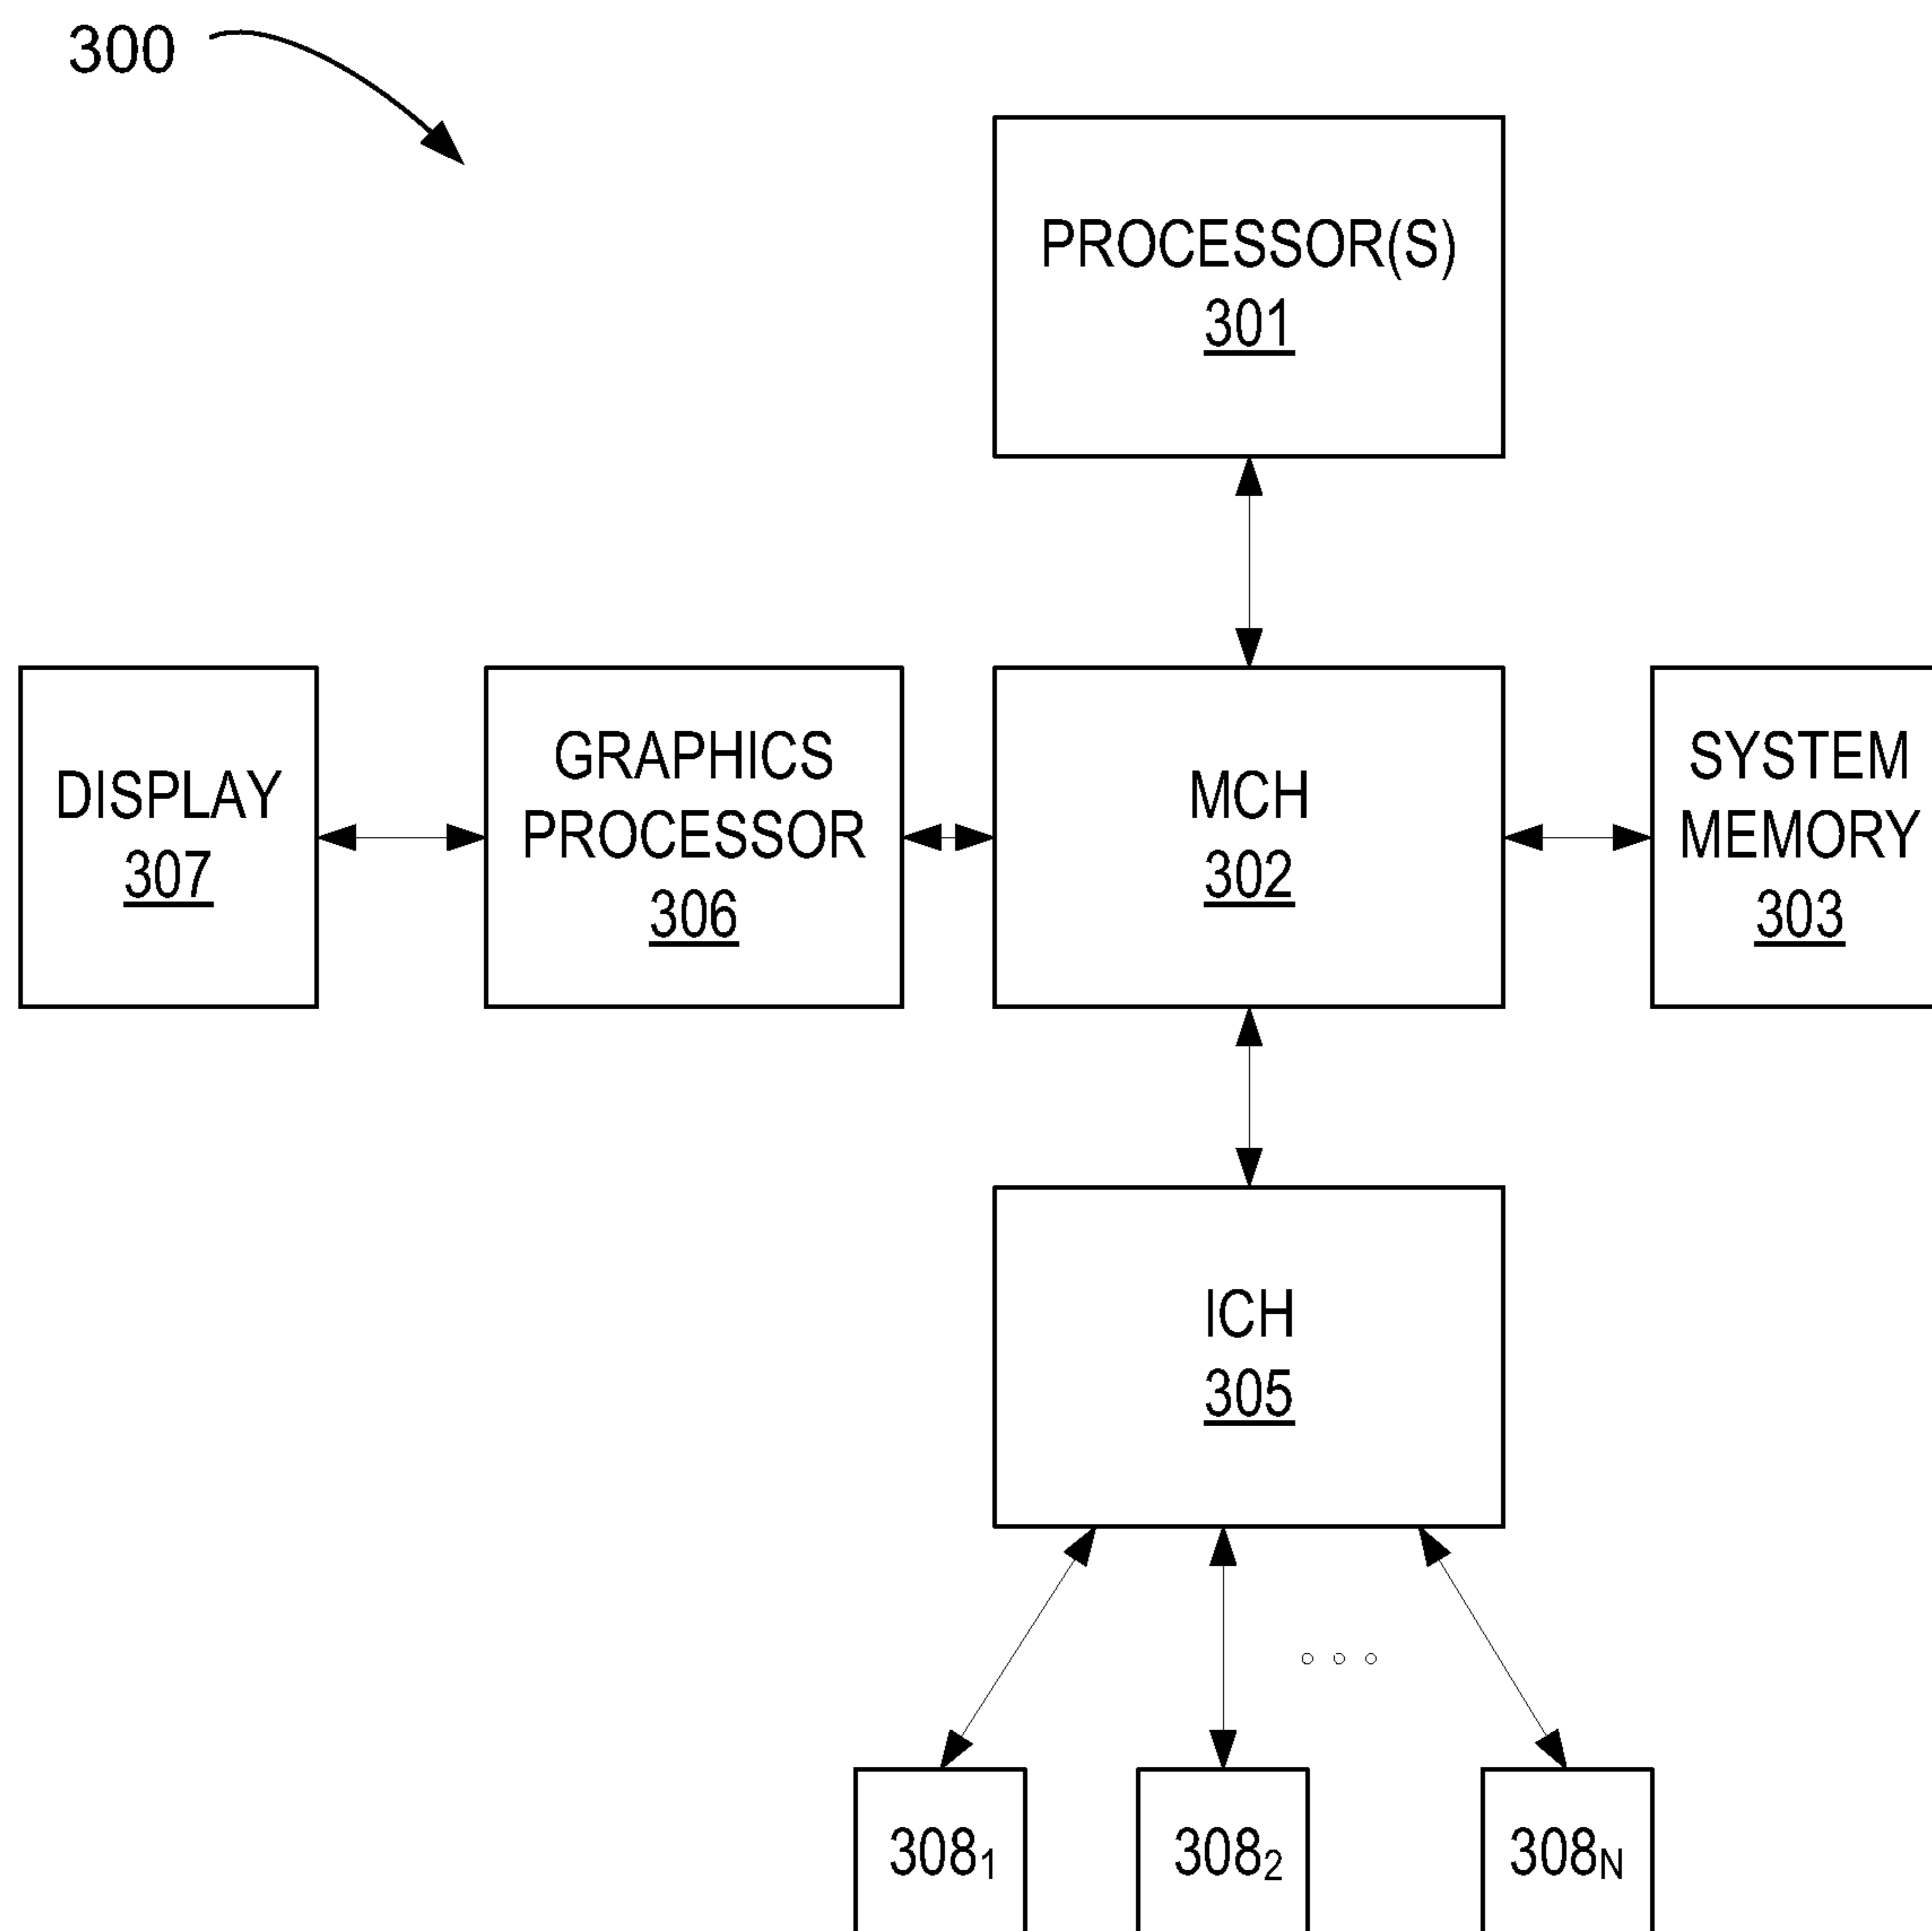 300
PROCESSOR(S)
301
DISPLAY
307
GRAPHICS
PROCESSOR
306
MCH
302
SYSTEM
MEMORY
303
ICH
305
308₁
308₂
308N